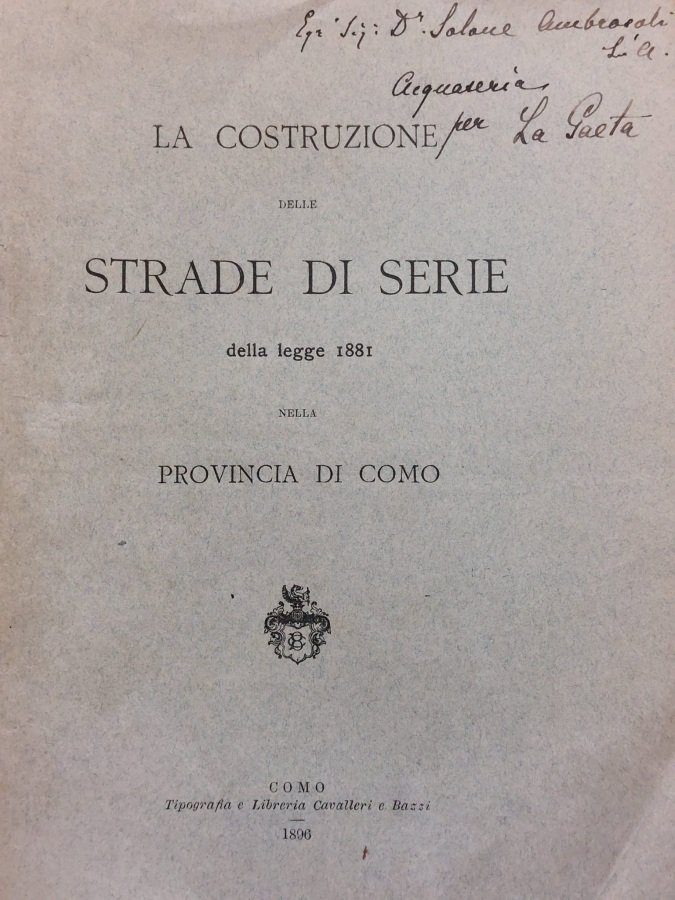 Egr Sig: Dr. Solone Ambrosoli
S.A.
Acquaseria
per La Gaeta
LA COSTRUZIONE
DELLE
STRADE DI SERIE
della legge 1881
NELLA
PROVINCIA DI COMO
COMO
Tipografia e Libreria Cavalleri e Bazzi
1896